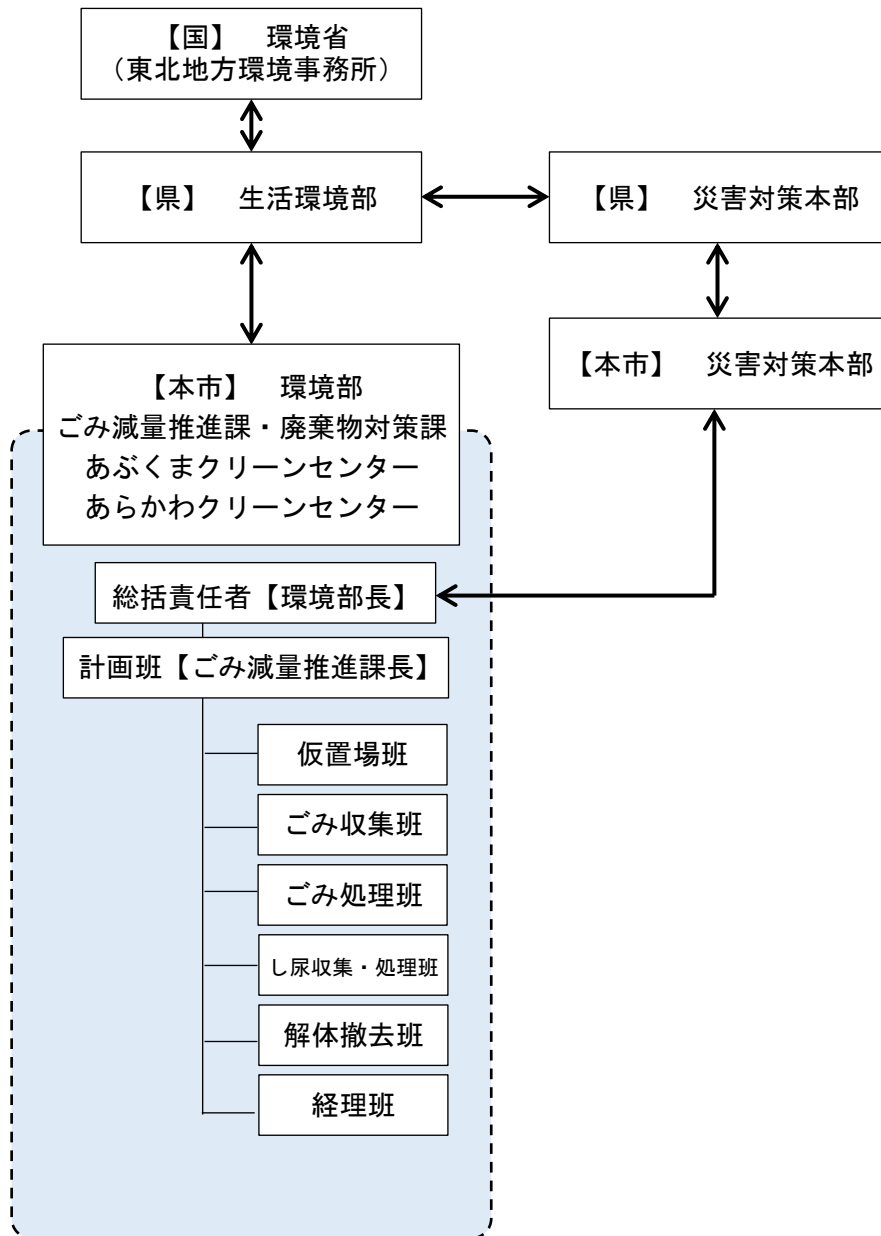 【国】　環境省
（東北地方環境事務所）
【県】　生活環境部
【県】　災害対策本部
【本市】　災害対策本部
【本市】　環境部
ごみ減量推進課・廃棄物対策課
あぶくまクリーンセンター
あらかわクリーンセンター
総括責任者【環境部長】
計画班【ごみ減量推進課長】
仮置場班
ごみ収集班
ごみ処理班
し尿収集・処理班
解体撤去班
経理班